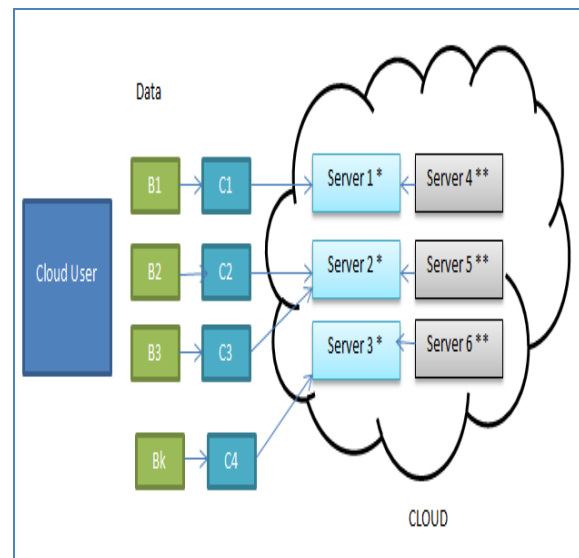 Data
B1
C1
Server 1 *
Server 4 **
Cloud User
B2
C2
Server 2 *
Server 5 **
B3
C3
Server 3 *
Server 6 **
Bk
C4
CLOUD